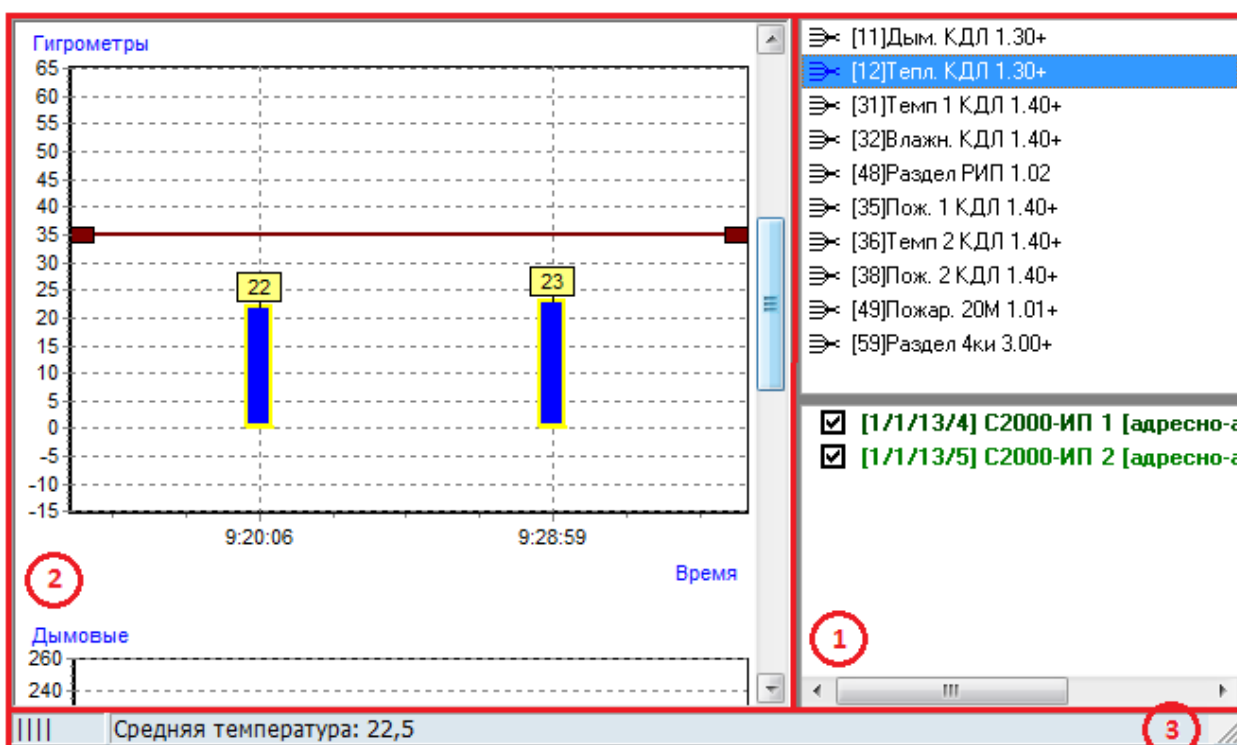 Гигрометры
65
60
55
50
45
40
35
30
25
20
15
10
5
0
-5
-10
-15
22
23
9:20:06 9:28:59
Время
2
Дымовые
260
240
[11]Дым. КДЛ 1.30+
[12]Тепл. КДЛ 1.30+
[31]Темп 1 КДЛ 1.40+
[32]Влажн. КДЛ 1.40+
[48]Раздел РИП 1.02
[35]Пож. 1 КДЛ 1.40+
[36]Темп 2 КДЛ 1.40+
[38]Пож. 2 КДЛ 1.40+
[49]Пожар. 20М 1.01+
[59]Раздел 4ки 3.00+
[1/1/13/4] С2000-ИП 1 [адресно-а
[1/1/13/5] С2000-ИП 2 [адресно-а
1
Средняя температура: 22,5
3